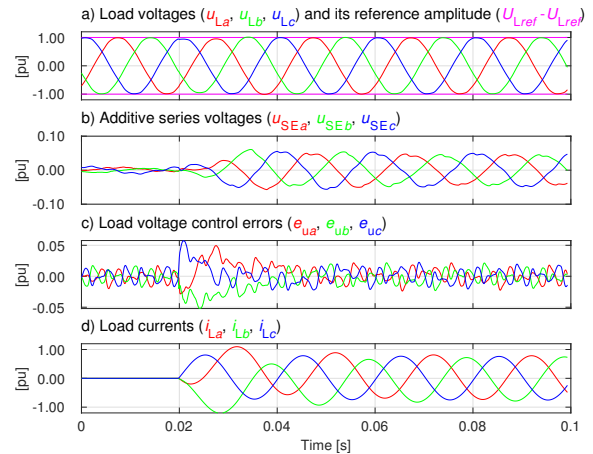 a) Load voltages (uLa, uLb, uLc) and its reference amplitude (ULref - ULref)
[pu]
1.00
0.00
-1.00
b) Additive series voltages (uSEa, uSEb, uSEc)
[pu]
0.10
0.00
-0.10
c) Load voltage control errors (eua, eub, euc)
[pu]
0.05
0.00
-0.05
d) Load currents (iLa, iLb, iLc)
[pu]
1.00
0.00
-1.00
0 0.02 0.04 0.06 0.08 0.1
Time [s]